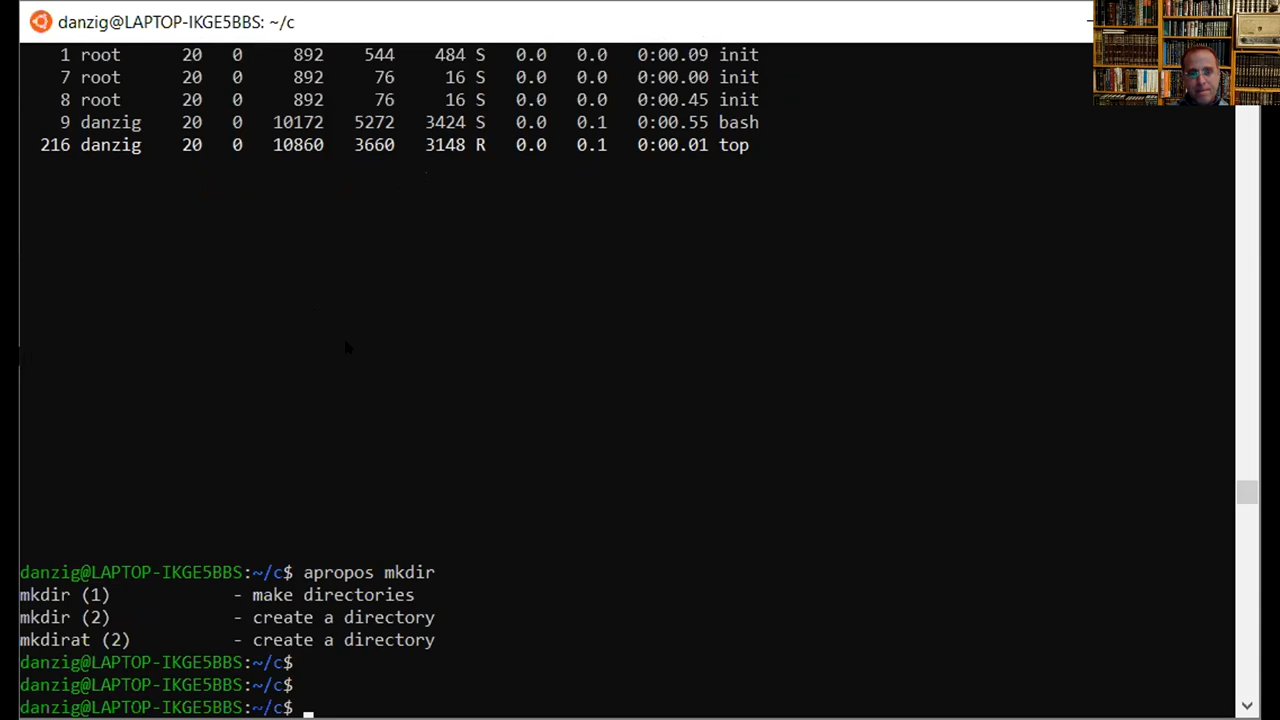 danzig@LAPTOP-IKGE5BBS: ~/c
1 root 20 0 892 544 484 S 0.0 0.0 0:00.09 init
7 root 20 0 892 76 16 S 0.0 0.0 0:00.00 init
8 root 20 0 892 76 16 S 0.0 0.0 0:00.45 init
9 danzig 20 0 10172 5272 3424 S 0.0 0.1 0:00.55 bash
216 danzig 20 0 10860 3660 3148 R 0.0 0.1 0:00.01 top
danzig@LAPTOP-IKGE5BBS:~/c$ apropos mkdir
mkdir (1) - make directories
mkdir (2) - create a directory
mkdirat (2) - create a directory
danzig@LAPTOP-IKGE5BBS:~/c$
danzig@LAPTOP-IKGE5BBS:~/c$
danzig@LAPTOP-IKGE5BBS:~/c$